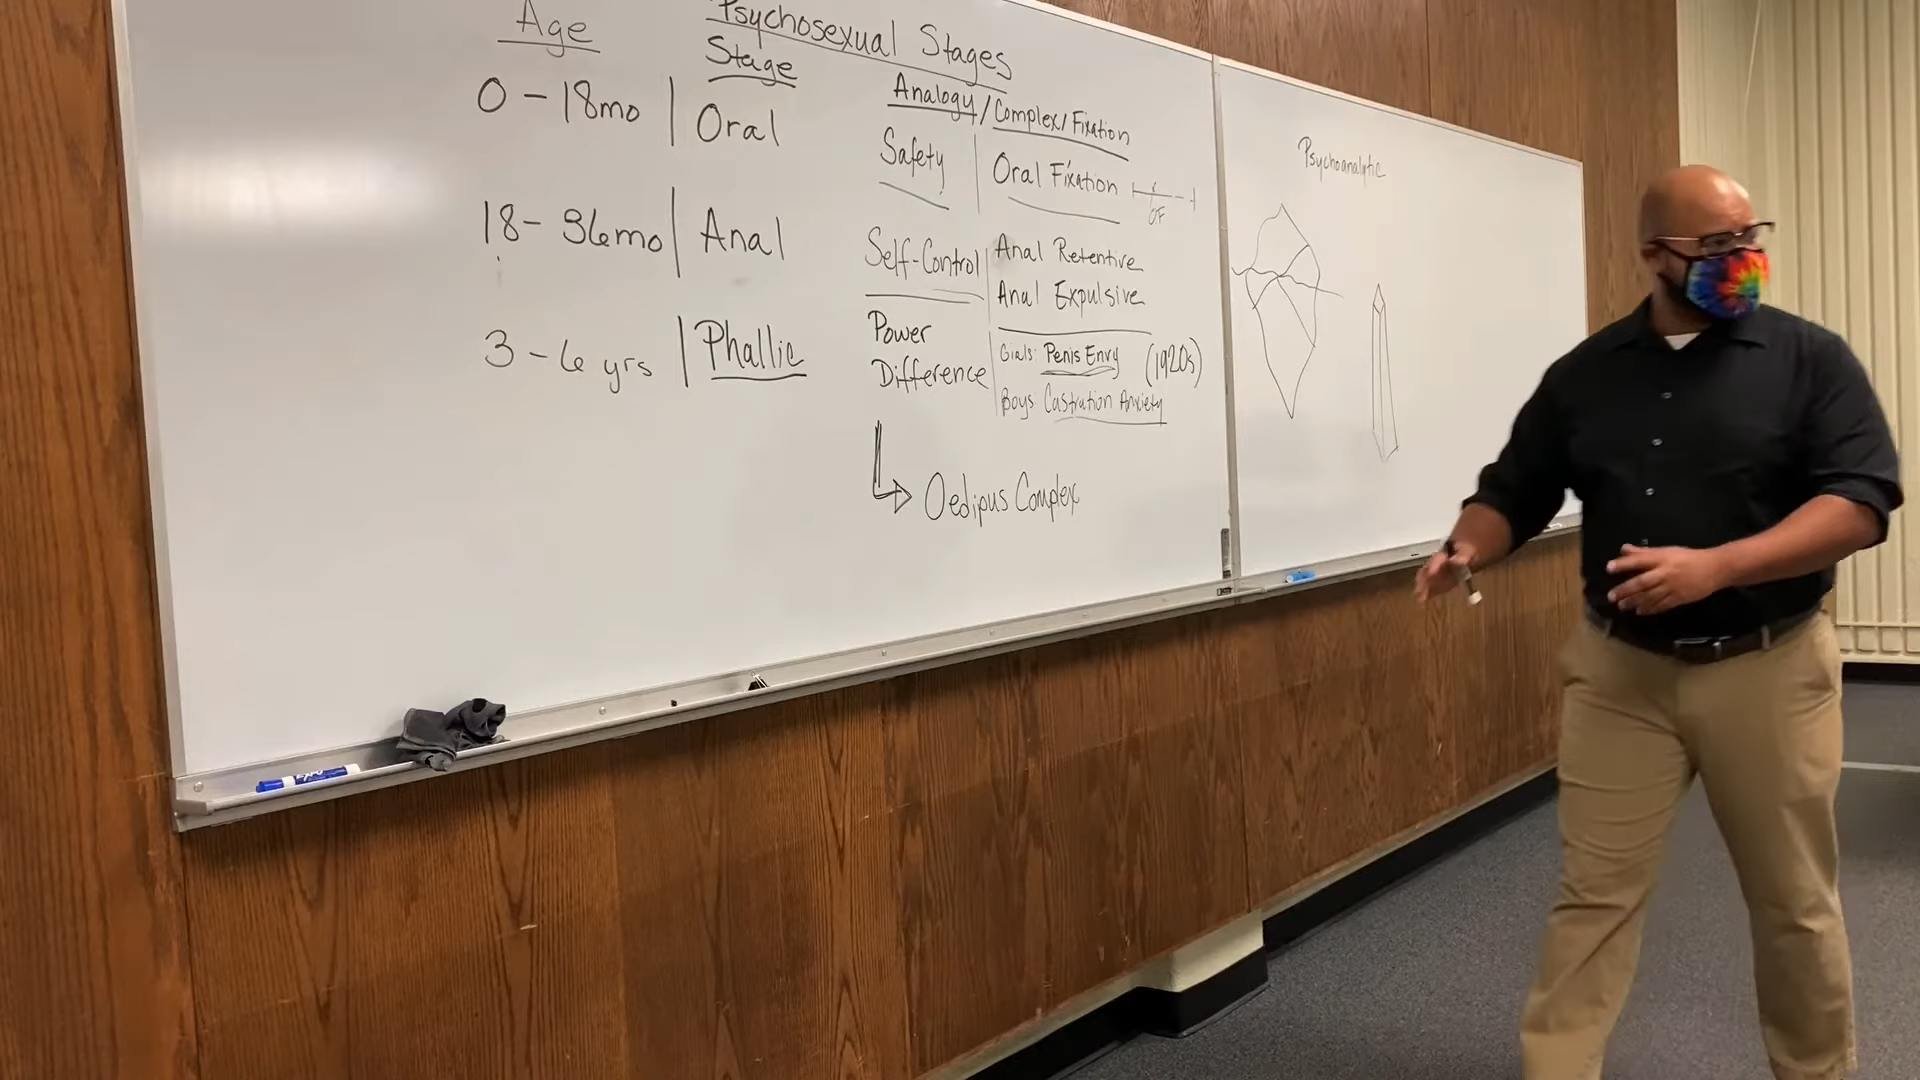 Psychosexual Stages
Age
Stage
Analogy/Complex/Fixation
0-18mo | Oral
Safety | Oral Fixation
OF
18-36mo | Anal
Self-Control | Anal Retentive
Anal Expulsive
3-6 yrs | Phallic
Power
Difference
Girls: Penis Envy (1920s)
Boys Castration Anxiety
Oedipus Complex
Psychoanalytic
EXPO